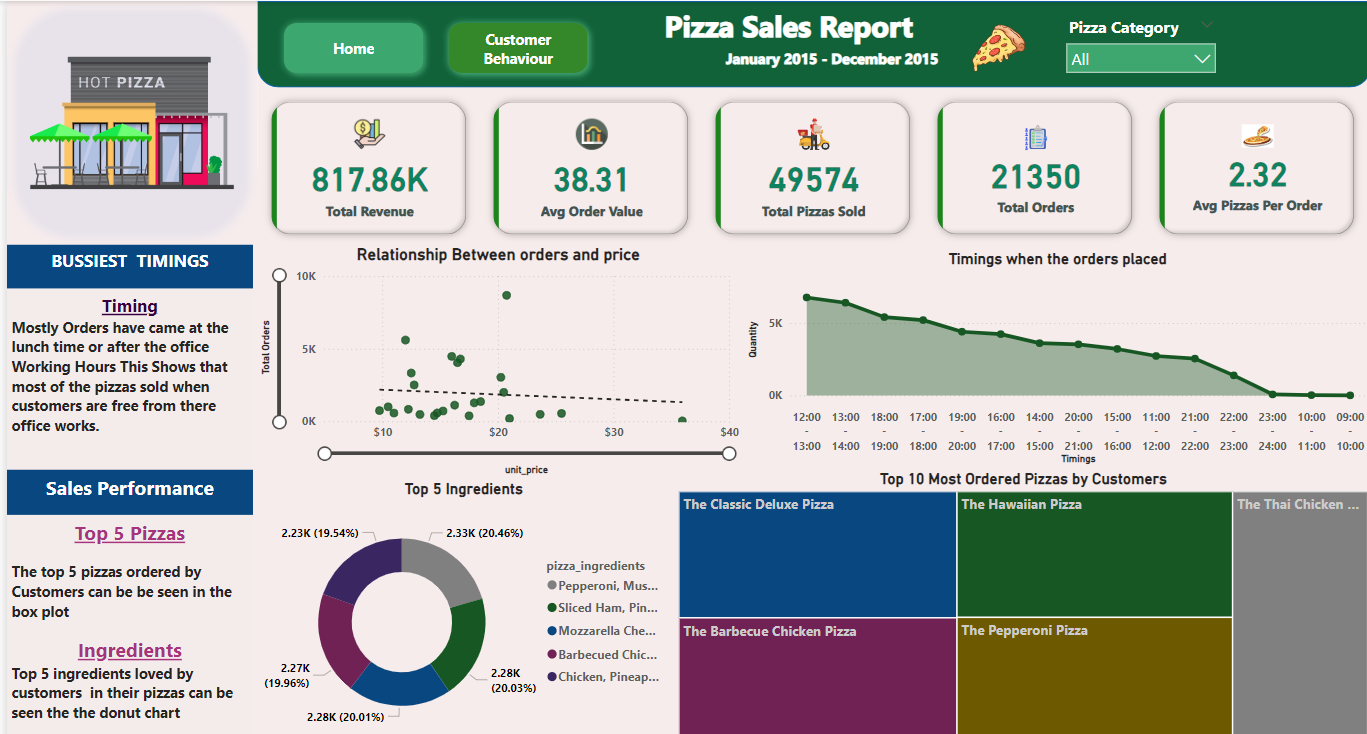 HOT PIZZA
Home
Customer
Behaviour
Pizza Sales Report
January 2015 - December 2015
Pizza Category
All
817.86K
Total Revenue
38.31
Avg Order Value
49574
Total Pizzas Sold
21350
Total Orders
2.32
Avg Pizzas Per Order
BUSSIEST TIMINGS
Timing
Mostly Orders have came at the
lunch time or after the office
Working Hours This Shows that
most of the pizzas sold when
customers are free from there
office works.
Sales Performance
Top 5 Pizzas
The top 5 pizzas ordered by
Customers can be be seen in the
box plot
Ingredients
Top 5 ingredients loved by
customers in their pizzas can be
seen the the donut chart
Relationship Between orders and price
Total Orders
10K
5K
0K
$10 $20 $30 $40
unit_price
Timings when the orders placed
Quantity
5K
0K
12:00 13:00 18:00 17:00 19:00 16:00 14:00 20:00 15:00 11:00 21:00 22:00 23:00 10:00 09:00
- - - - - - - - - - - - - - -
13:00 14:00 19:00 18:00 20:00 17:00 15:00 21:00 16:00 12:00 22:00 23:00 24:00 11:00 10:00
Timings
Top 5 Ingredients
2.23K (19.54%)
2.33K (20.46%)
2.27K
(19.96%)
2.28K
(20.03%)
2.28K (20.01%)
pizza_ingredients
Pepperoni, Mus...
Sliced Ham, Pin...
Mozzarella Che...
Barbecued Chic...
Chicken, Pineap...
Top 10 Most Ordered Pizzas by Customers
The Classic Deluxe Pizza
The Hawaiian Pizza
The Thai Chicken ...
The Barbecue Chicken Pizza
The Pepperoni Pizza